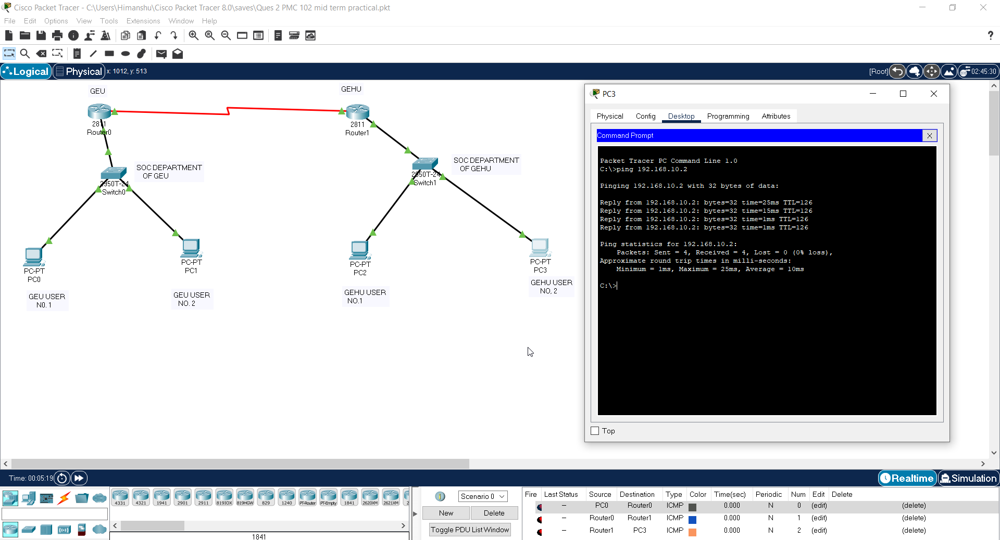 Cisco Packet Tracer - C:\Users\Himanshu\Cisco Packet Tracer 8.0\saves\Ques 2 PMC 102 mid term practical.pkt
File Edit Options View Tools Extensions Window Help
?
Logical Physical x: 1012, y: 513 [Root] 02:45:30
GEU
GEHU
2811
Router0
2811
Router1
SOC DEPARTMENT
OF GEU
2950T-24
Switch0
SOC DEPARTMENT
OF GEHU
2950T-24
Switch1
PC-PT
PC0
PC-PT
PC1
PC-PT
PC2
PC-PT
PC3
GEU USER
N0. 1
GEU USER
NO. 2
GEHU USER
NO.1
GEHU USER
NO, 2
PC3
Physical Config Desktop Programming Attributes
Command Prompt X
Packet Tracer PC Command Line 1.0
C:\>ping 192.168.10.2
Pinging 192.168.10.2 with 32 bytes of data:
Reply from 192.168.10.2: bytes=32 time=25ms TTL=126
Reply from 192.168.10.2: bytes=32 time=15ms TTL=126
Reply from 192.168.10.2: bytes=32 time=1ms TTL=126
Reply from 192.168.10.2: bytes=32 time=1ms TTL=126
Ping statistics for 192.168.10.2:
Packets: Sent = 4, Received = 4, Lost = 0 (0% loss),
Approximate round trip times in milli-seconds:
Minimum = 1ms, Maximum = 25ms, Average = 10ms
C:\>
Top
Time: 00:05:19 Realtime Simulation
4331 4321 1941 2901 2911 819IOX 819HGW 829 1240 PT-Router PT-Empty 1841 2620XM 2621XM 2
1841
Scenario 0
New Delete
Toggle PDU List Window
Fire Last Status Source Destination Type Color Time(sec) Periodic Num Edit Delete
-- PC0 Router0 ICMP 0.000 N 0 (edit) (delete)
-- Router0 Router1 ICMP 0.000 N 1 (edit) (delete)
-- Router1 PC3 ICMP 0.000 N 2 (edit) (delete)